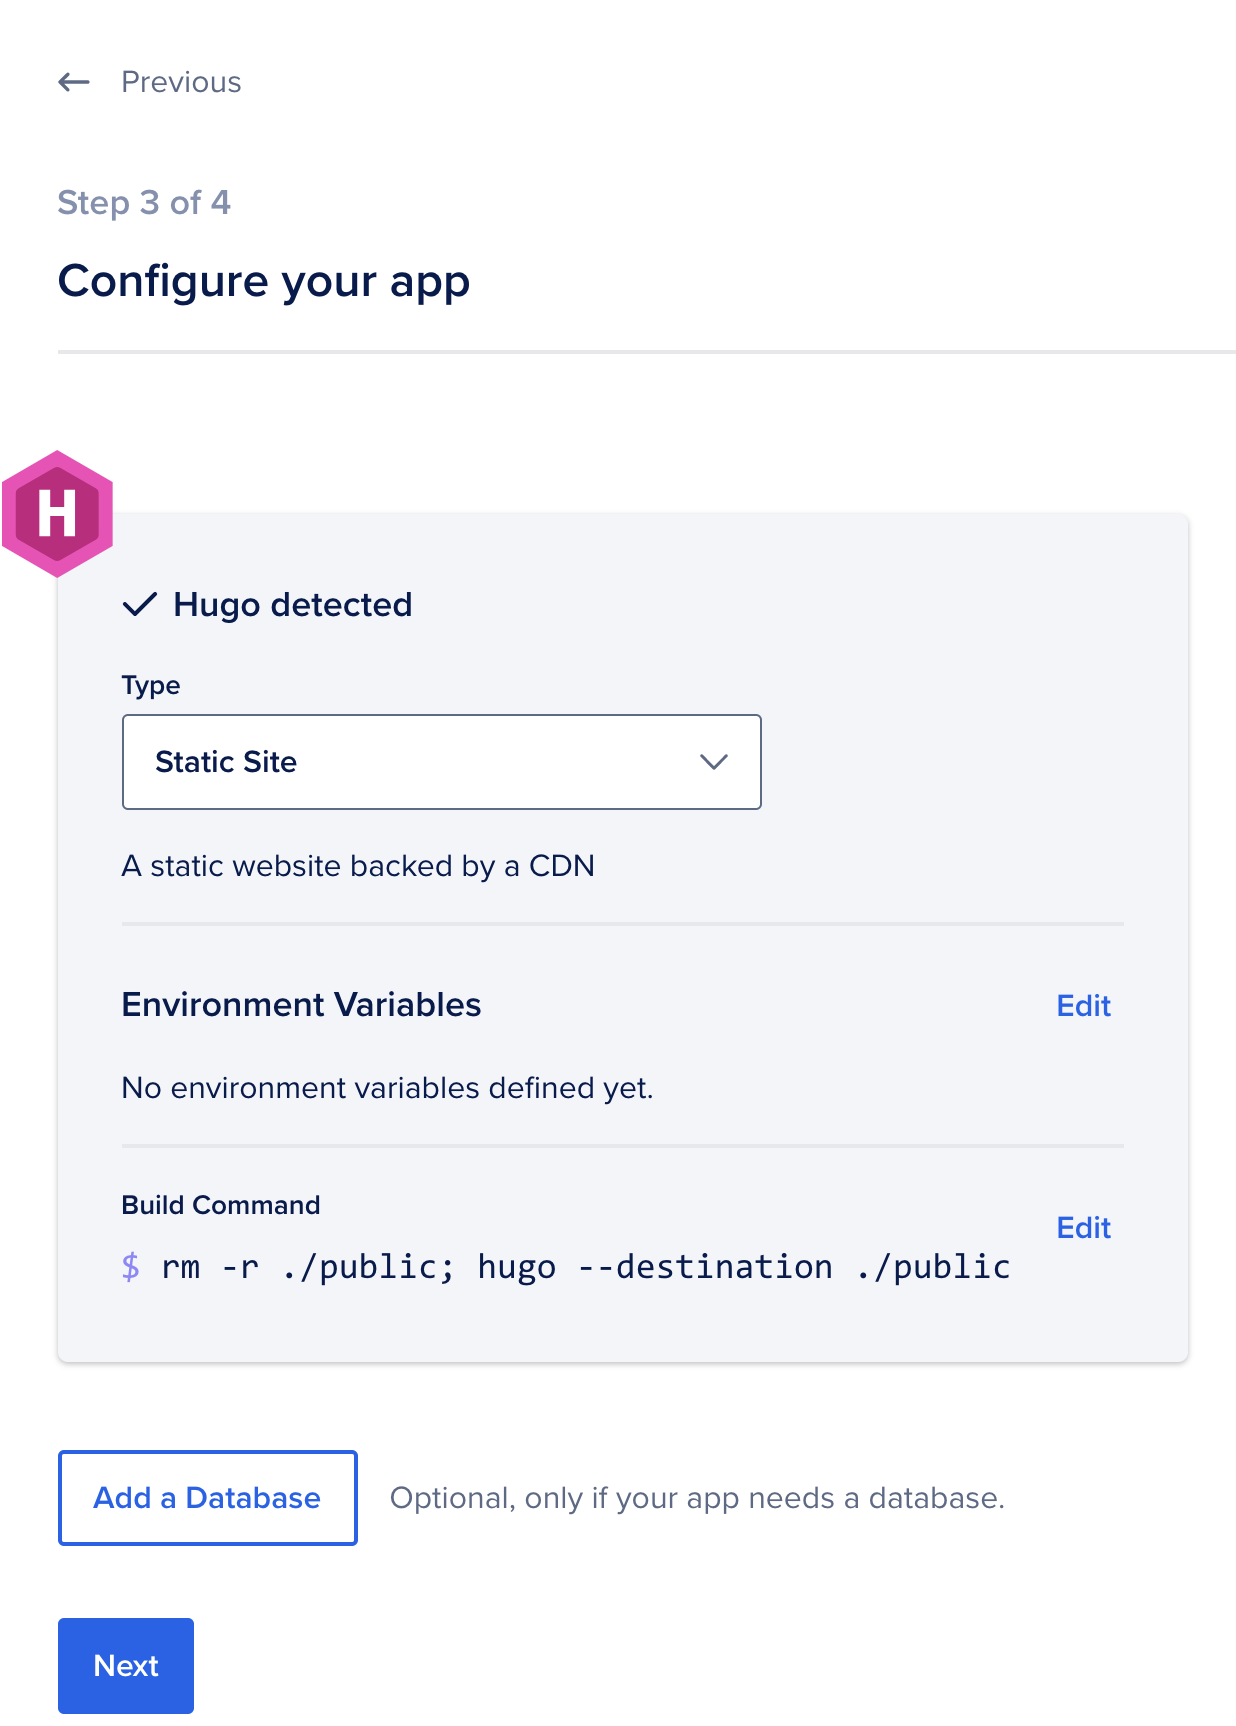 ← Previous
Step 3 of 4
Configure your app
H
✓ Hugo detected
Type
Static Site
A static website backed by a CDN
Environment Variables
Edit
No environment variables defined yet.
Build Command
Edit
$ rm -r ./public; hugo --destination ./public
Add a Database
Optional, only if your app needs a database.
Next